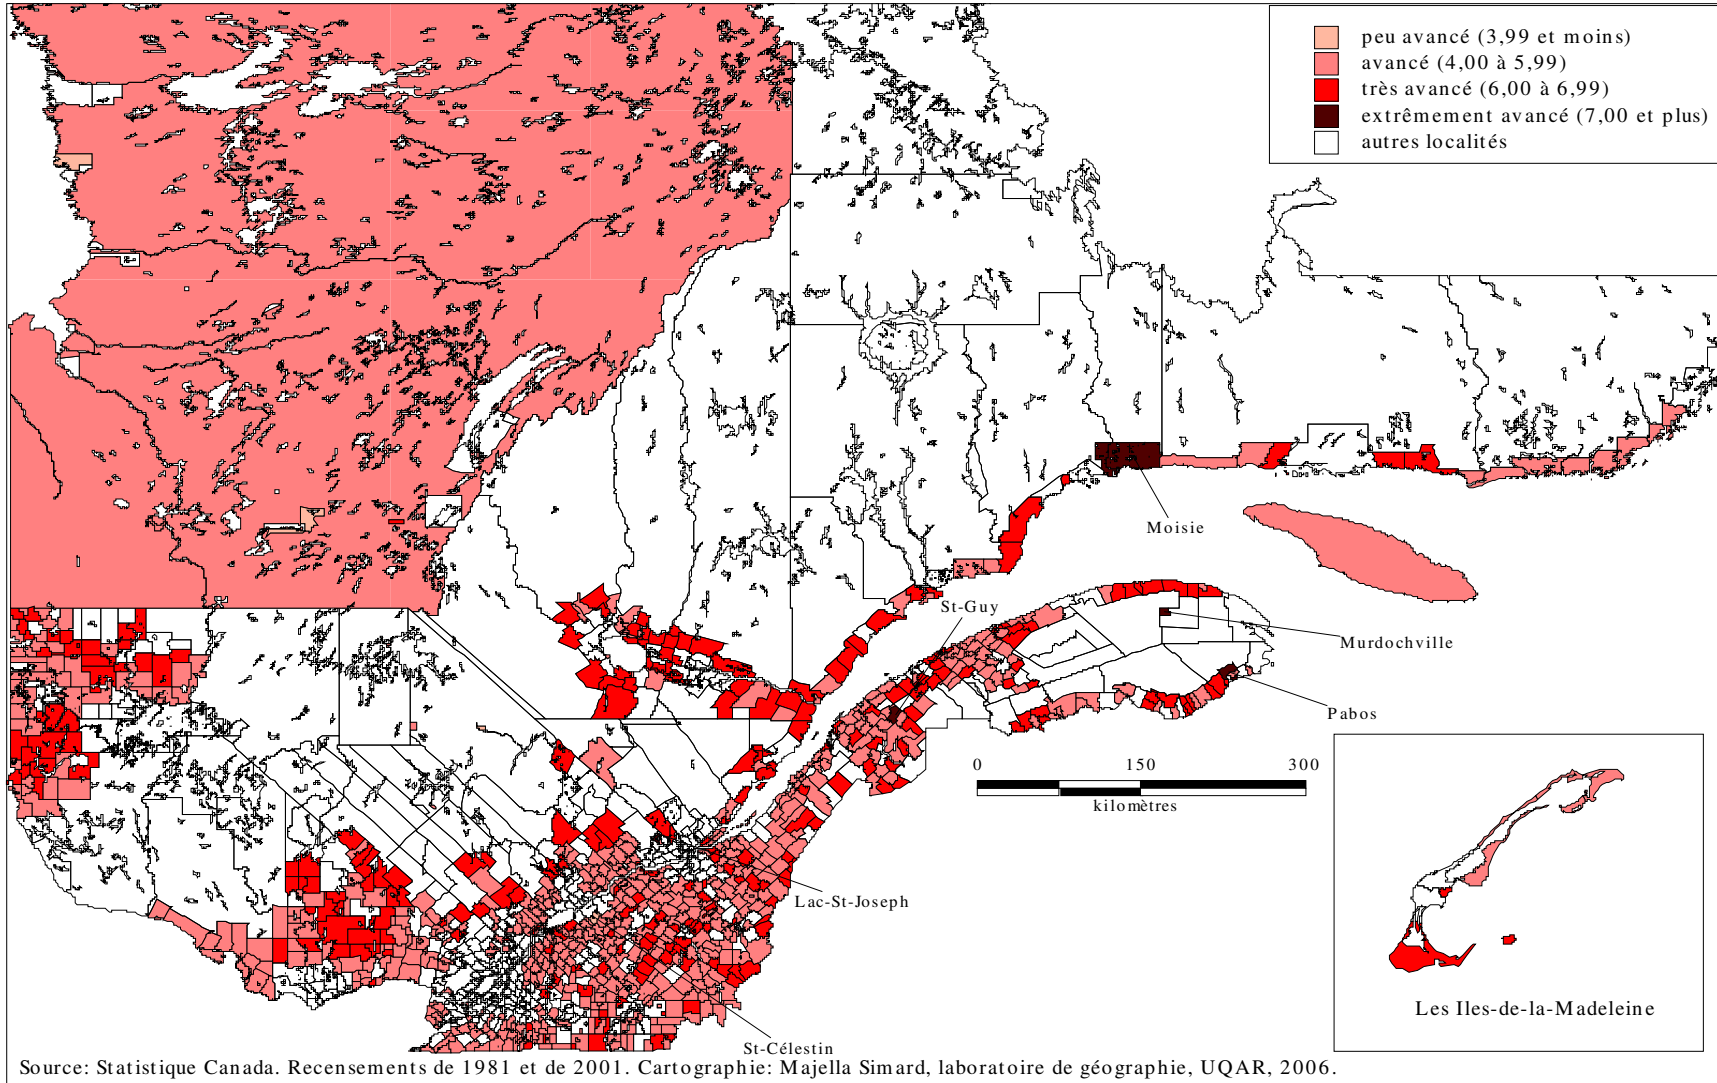 peu avancé (3,99 et moins)
avancé (4,00 à 5,99)
très avancé (6,00 à 6,99)
extrêmement avancé (7,00 et plus)
autres localités
Moisie
St-Guy
Murdochville
Pabos
0 150 300
kilomètres
Lac-St-Joseph
Les Iles-de-la-Madeleine
St-Célestin
Source: Statistique Canada. Recensements de 1981 et de 2001. Cartographie: Majella Simard, laboratoire de géographie, UQAR, 2006.